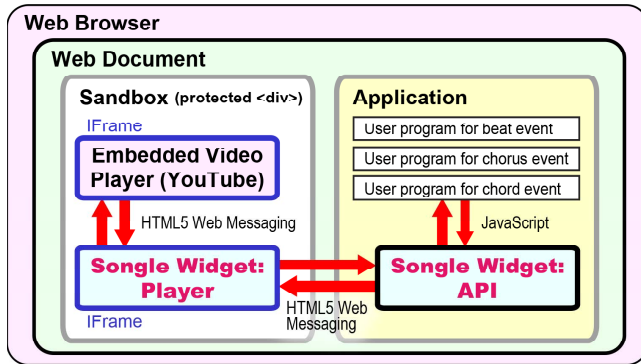 Web Browser
Web Document
Sandbox (protected <div>)
IFrame
Embedded Video
Player (YouTube)
HTML5 Web Messaging
Songle Widget:
Player
IFrame
Application
User program for beat event
User program for chorus event
User program for chord event
JavaScript
Songle Widget:
API
HTML5 Web
Messaging